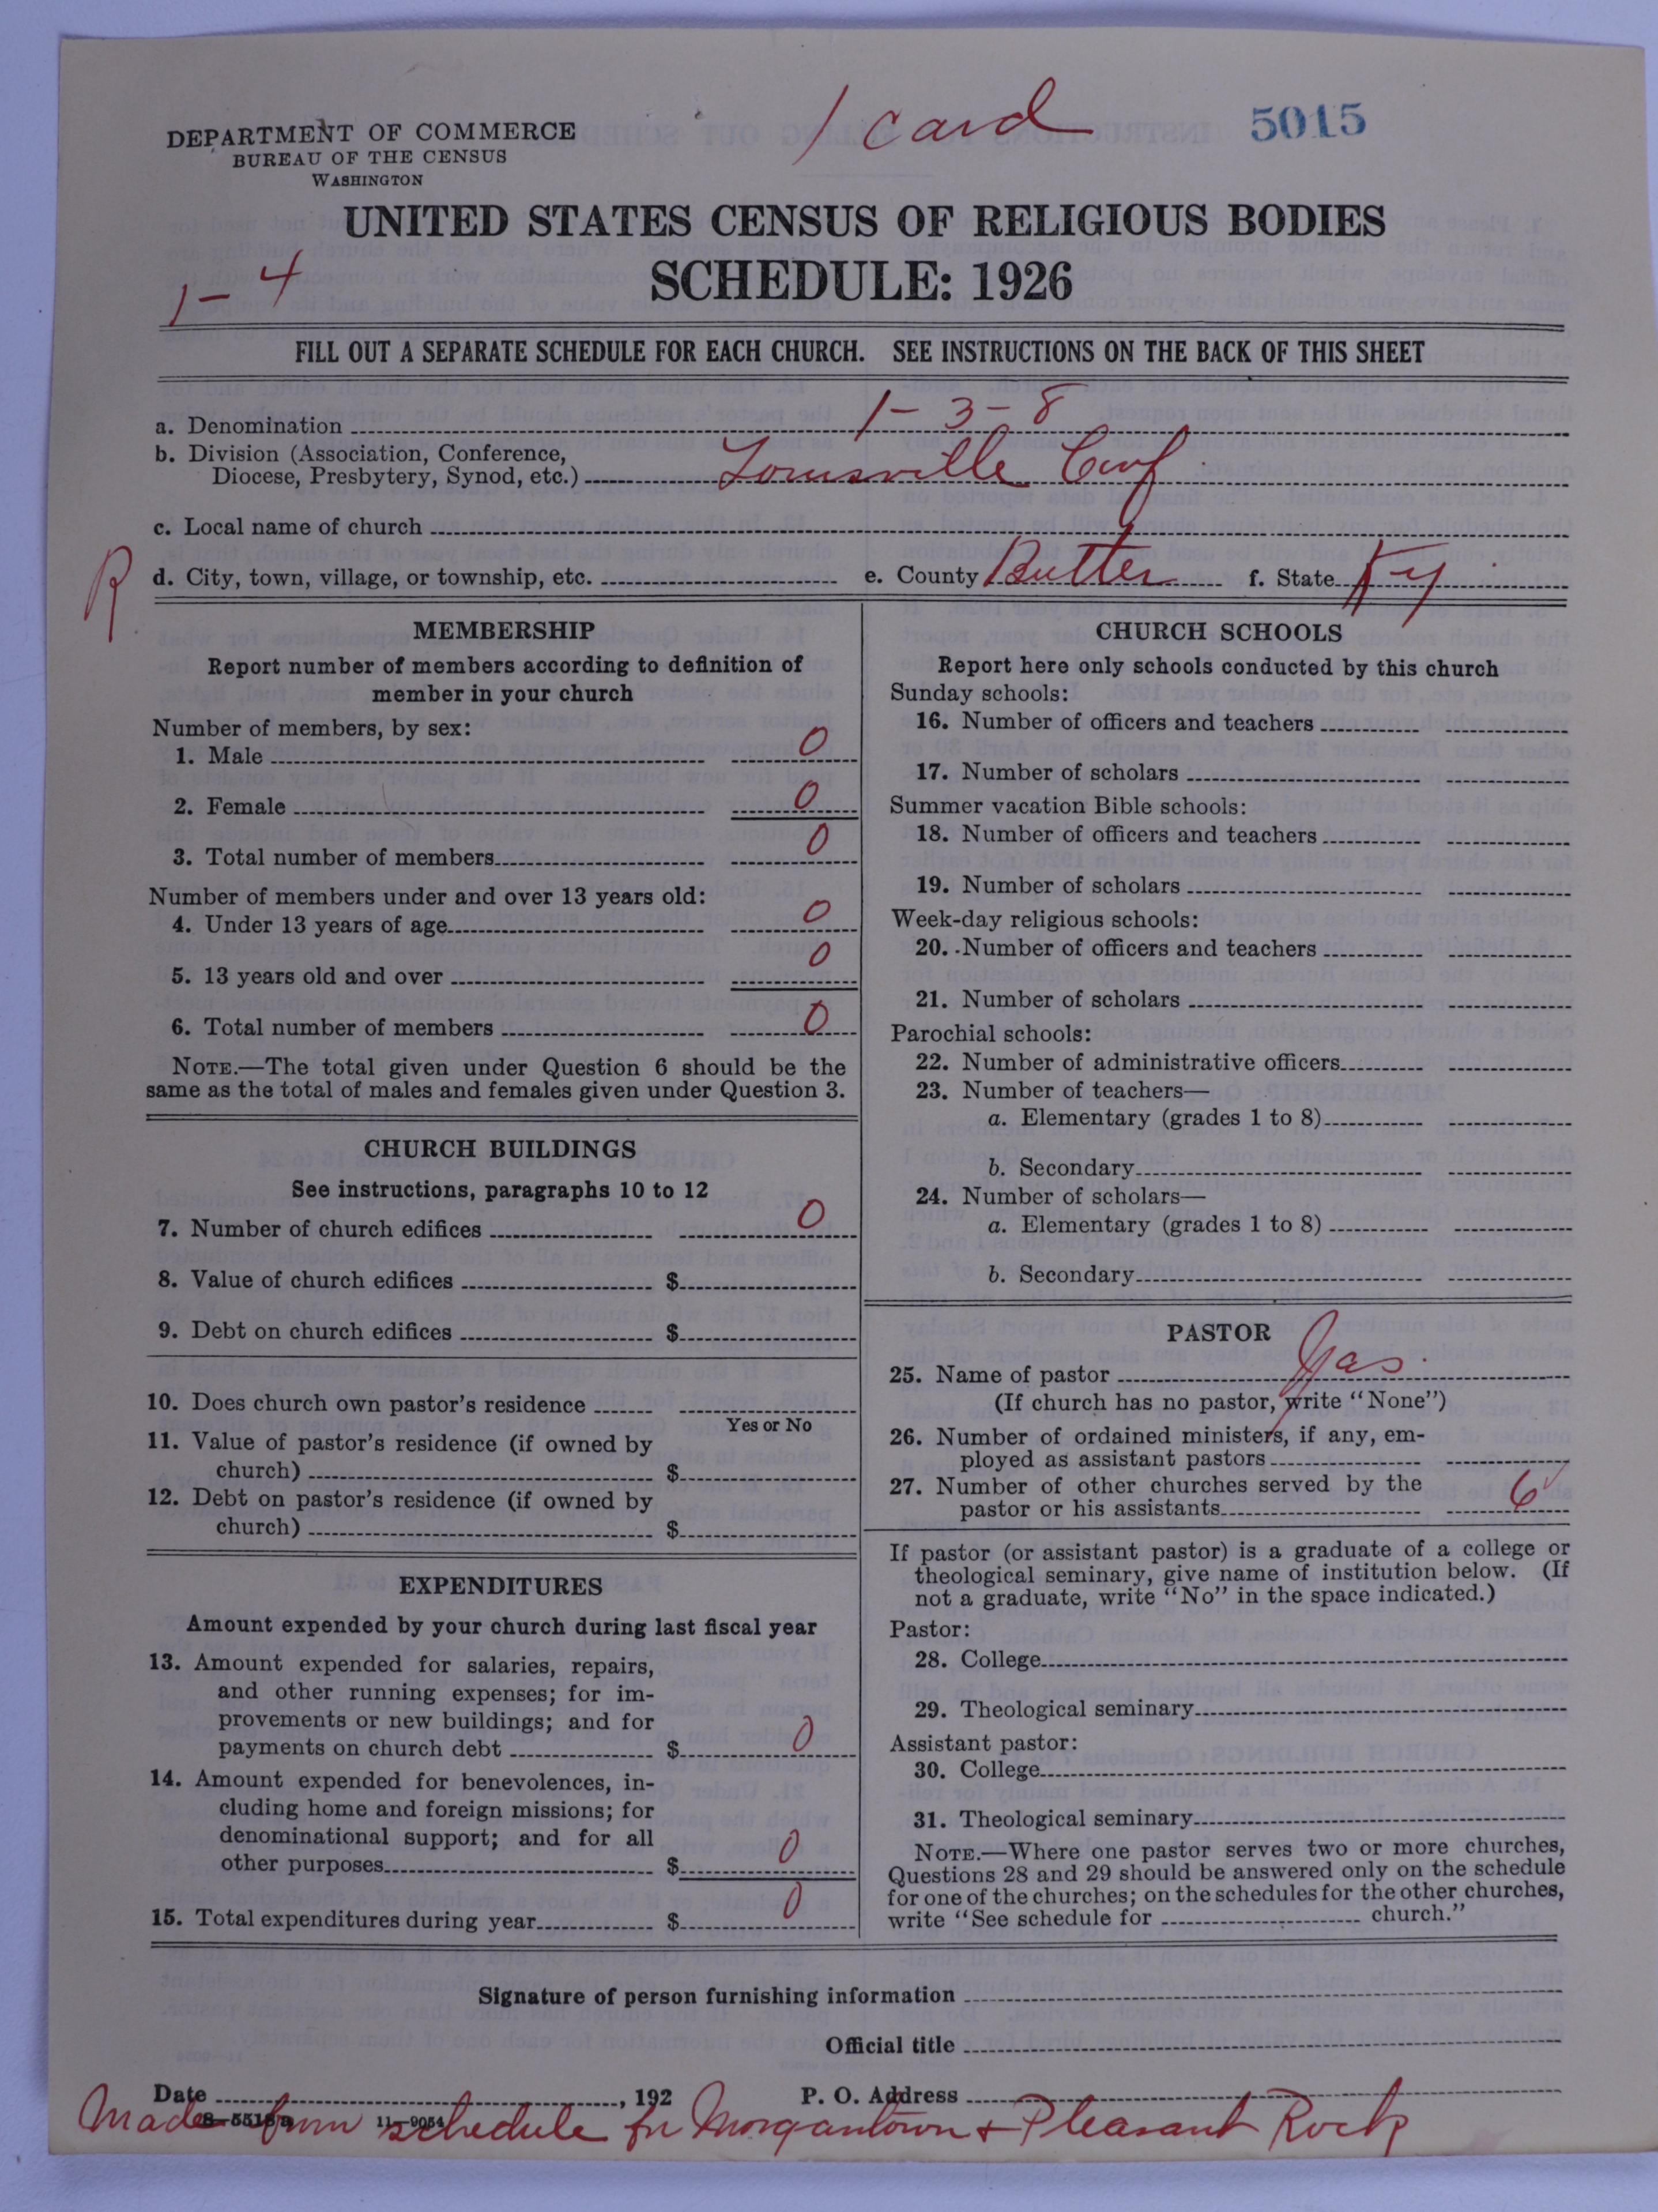 1 card
5015
DEPARTMENT OF COMMERCE
BUREAU OF THE CENSUS
WASHINGTON
UNITED STATES CENSUS OF RELIGIOUS BODIES
SCHEDULE: 1926
1-4
FILL OUT A SEPARATE SCHEDULE FOR EACH CHURCH. SEE INSTRUCTIONS ON THE BACK OF THIS SHEET
a. Denomination 1-3-8
b. Division (Association, Conference,
Diocese, Presbytery, Synod, etc.) Louisville Conf
c. Local name of church
R
d. City, town, village, or township, etc. e. County Butler f. State Ky
MEMBERSHIP
Report number of members according to definition of
member in your church
Number of members, by sex:
1. Male 0
2. Female 0
3. Total number of members 0
Number of members under and over 13 years old:
4. Under 13 years of age 0
5. 13 years old and over 0
6. Total number of members 0
NOTE.—The total given under Question 6 should be the
same as the total of males and females given under Question 3.
CHURCH BUILDINGS
See instructions, paragraphs 10 to 12
7. Number of church edifices 0
8. Value of church edifices $
9. Debt on church edifices $
10. Does church own pastor's residence
Yes or No
11. Value of pastor's residence (if owned by
church) $
12. Debt on pastor's residence (if owned by
church) $
EXPENDITURES
Amount expended by your church during last fiscal year
13. Amount expended for salaries, repairs,
and other running expenses; for im-
provements or new buildings; and for
payments on church debt $ 0
14. Amount expended for benevolences, in-
cluding home and foreign missions; for
denominational support; and for all
other purposes $ 0
15. Total expenditures during year $ 0
CHURCH SCHOOLS
Report here only schools conducted by this church
Sunday schools:
16. Number of officers and teachers
17. Number of scholars
Summer vacation Bible schools:
18. Number of officers and teachers
19. Number of scholars
Week-day religious schools:
20. Number of officers and teachers
21. Number of scholars
Parochial schools:
22. Number of administrative officers
23. Number of teachers—
a. Elementary (grades 1 to 8)
b. Secondary
24. Number of scholars—
a. Elementary (grades 1 to 8)
b. Secondary
PASTOR
25. Name of pastor Jas.
(If church has no pastor, write "None")
26. Number of ordained ministers, if any, em-
ployed as assistant pastors
27. Number of other churches served by the
pastor or his assistants 6
If pastor (or assistant pastor) is a graduate of a college or
theological seminary, give name of institution below. (If
not a graduate, write "No" in the space indicated.)
Pastor:
28. College
29. Theological seminary
Assistant pastor:
30. College
31. Theological seminary
NOTE.—Where one pastor serves two or more churches,
Questions 28 and 29 should be answered only on the schedule
for one of the churches; on the schedules for the other churches,
write "See schedule for church."
Signature of person furnishing information
Official title
Date , 192 P. O. Address
8-5518a 11-9054
Made from schedule for Morgantown + Pleasant Rock